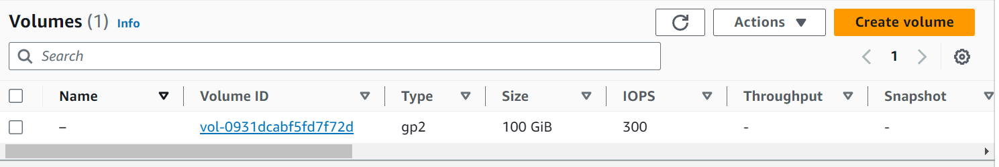 Volumes (1) Info
Actions
Create volume
Search
1
Name Volume ID Type Size IOPS Throughput Snapshot
– vol-0931dcabf5fd7f72d gp2 100 GiB 300 - -